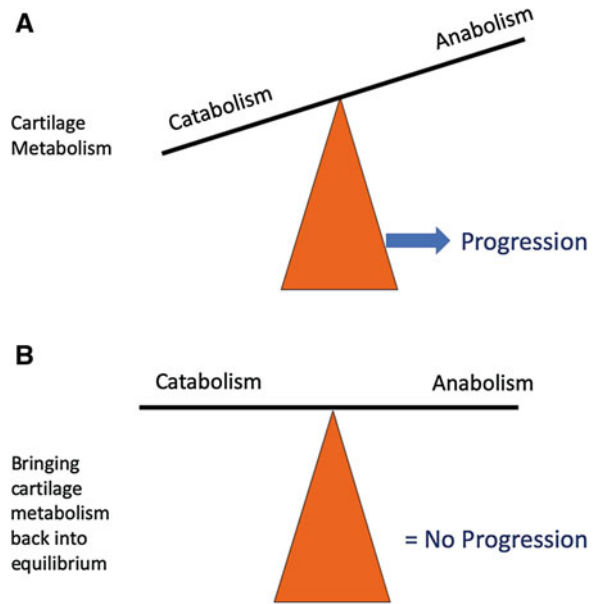 A
Anabolism
Catabolism
Cartilage
Metabolism
Progression
B
Catabolism Anabolism
Bringing
cartilage
metabolism
back into
equilibrium
= No Progression